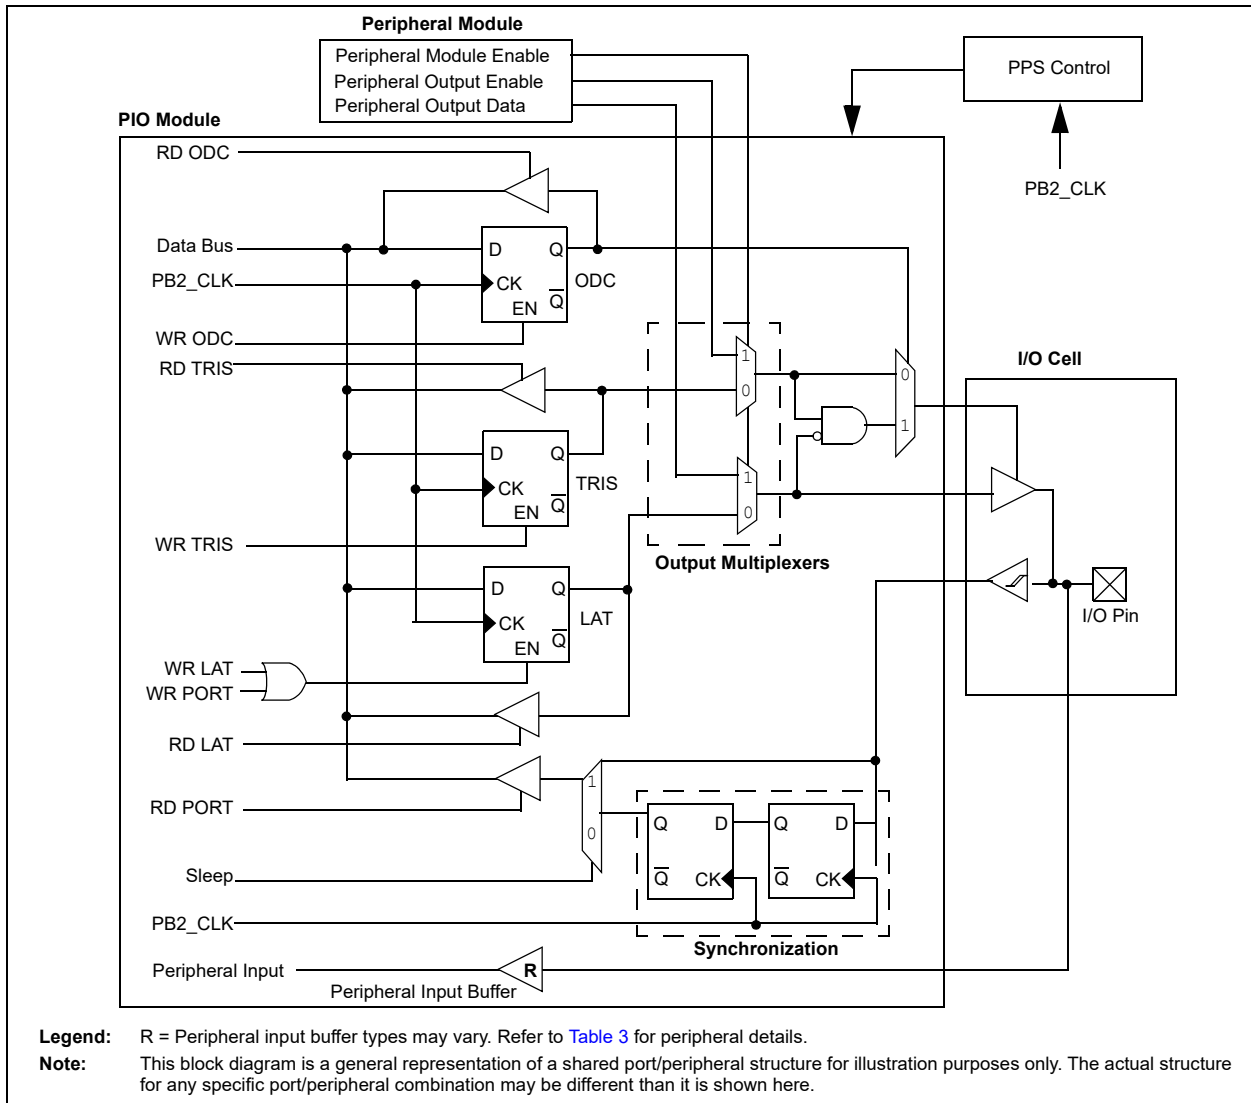 Peripheral Module
Peripheral Module Enable
Peripheral Output Enable
Peripheral Output Data
PPS Control
PB2_CLK
PIO Module
RD ODC
Data Bus
D
Q
PB2_CLK
CK
Q
ODC
EN
WR ODC
RD TRIS
1
0
0
1
I/O Cell
D
Q
CK
Q
TRIS
EN
1
0
WR TRIS
Output Multiplexers
D
Q
CK
Q
LAT
EN
I/O Pin
WR LAT
WR PORT
RD LAT
1
0
RD PORT
Q
D
Q
D
Q
CK
Q
CK
Sleep
PB2_CLK
Synchronization
Peripheral Input
R
Peripheral Input Buffer
Legend: R = Peripheral input buffer types may vary. Refer to Table 3 for peripheral details.
Note: This block diagram is a general representation of a shared port/peripheral structure for illustration purposes only. The actual structure
for any specific port/peripheral combination may be different than it is shown here.